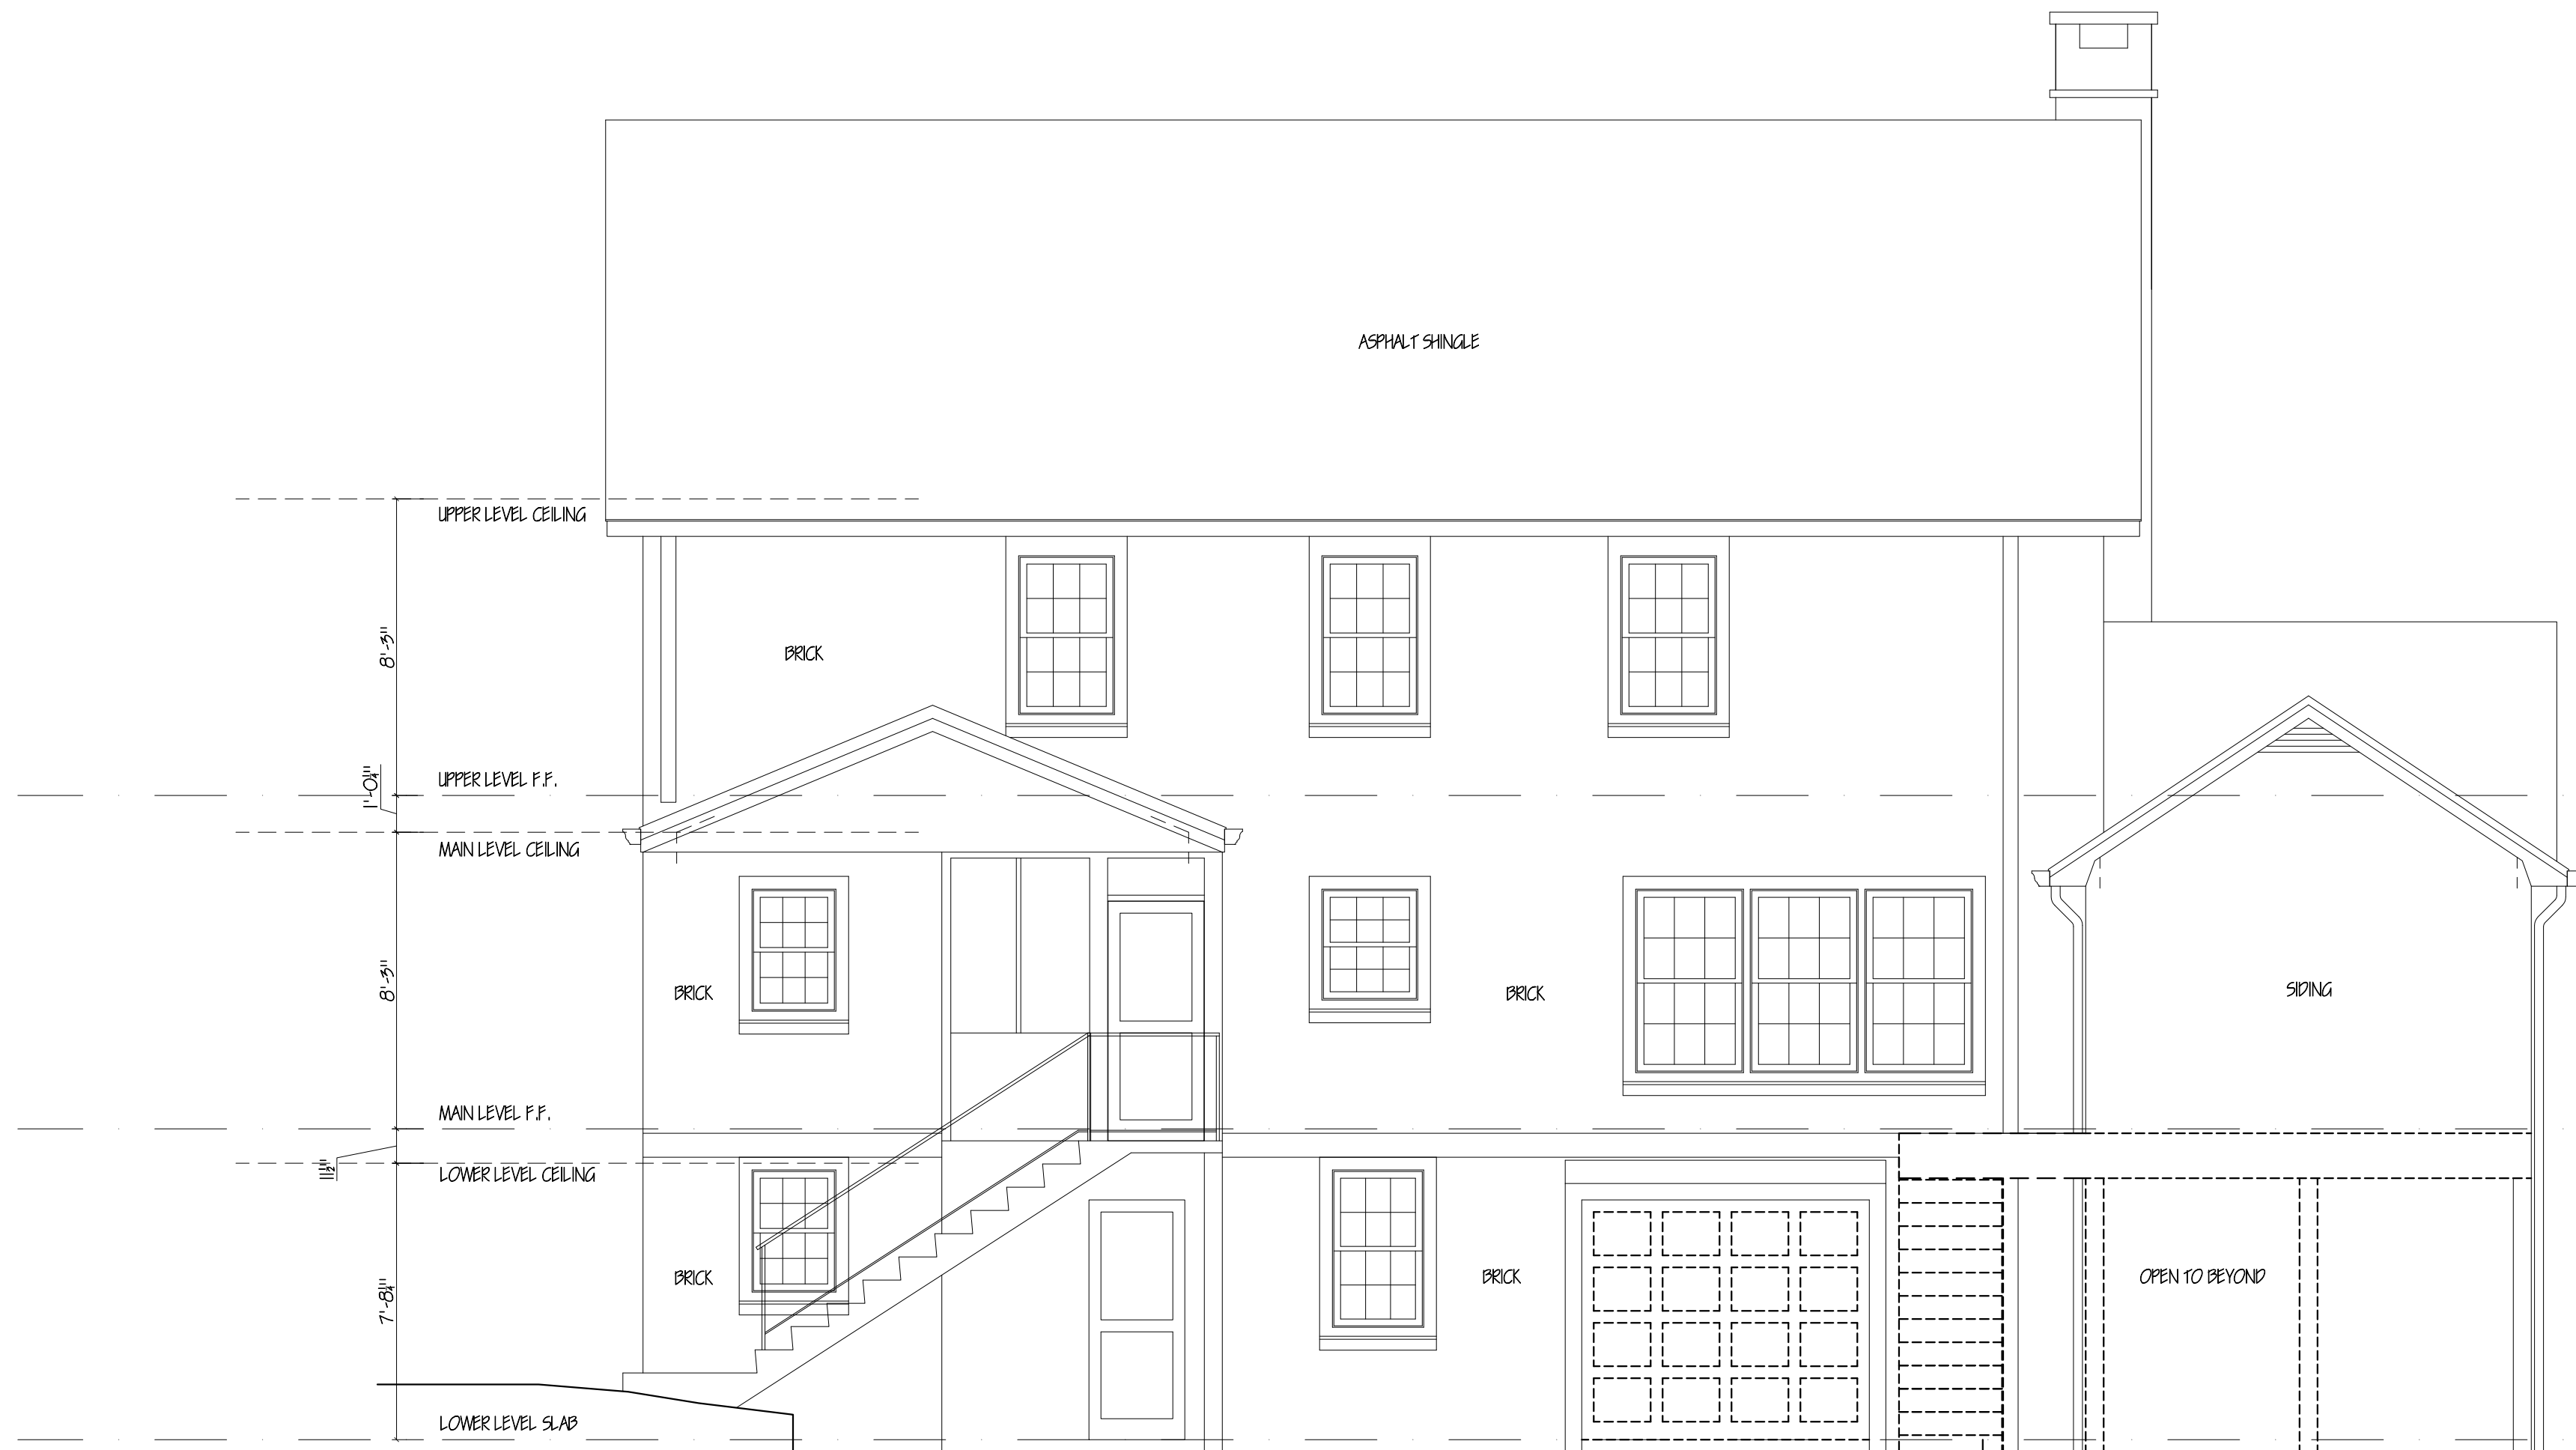 ASPHALT SHINGLE
UPPER LEVEL CEILING
8'-3"
BRICK
UPPER LEVEL F.F.
1'-0¼"
MAIN LEVEL CEILING
8'-3"
BRICK
BRICK
SIDING
MAIN LEVEL F.F.
11½"
LOWER LEVEL CEILING
7'-8¼"
BRICK
BRICK
OPEN TO BEYOND
LOWER LEVEL SLAB